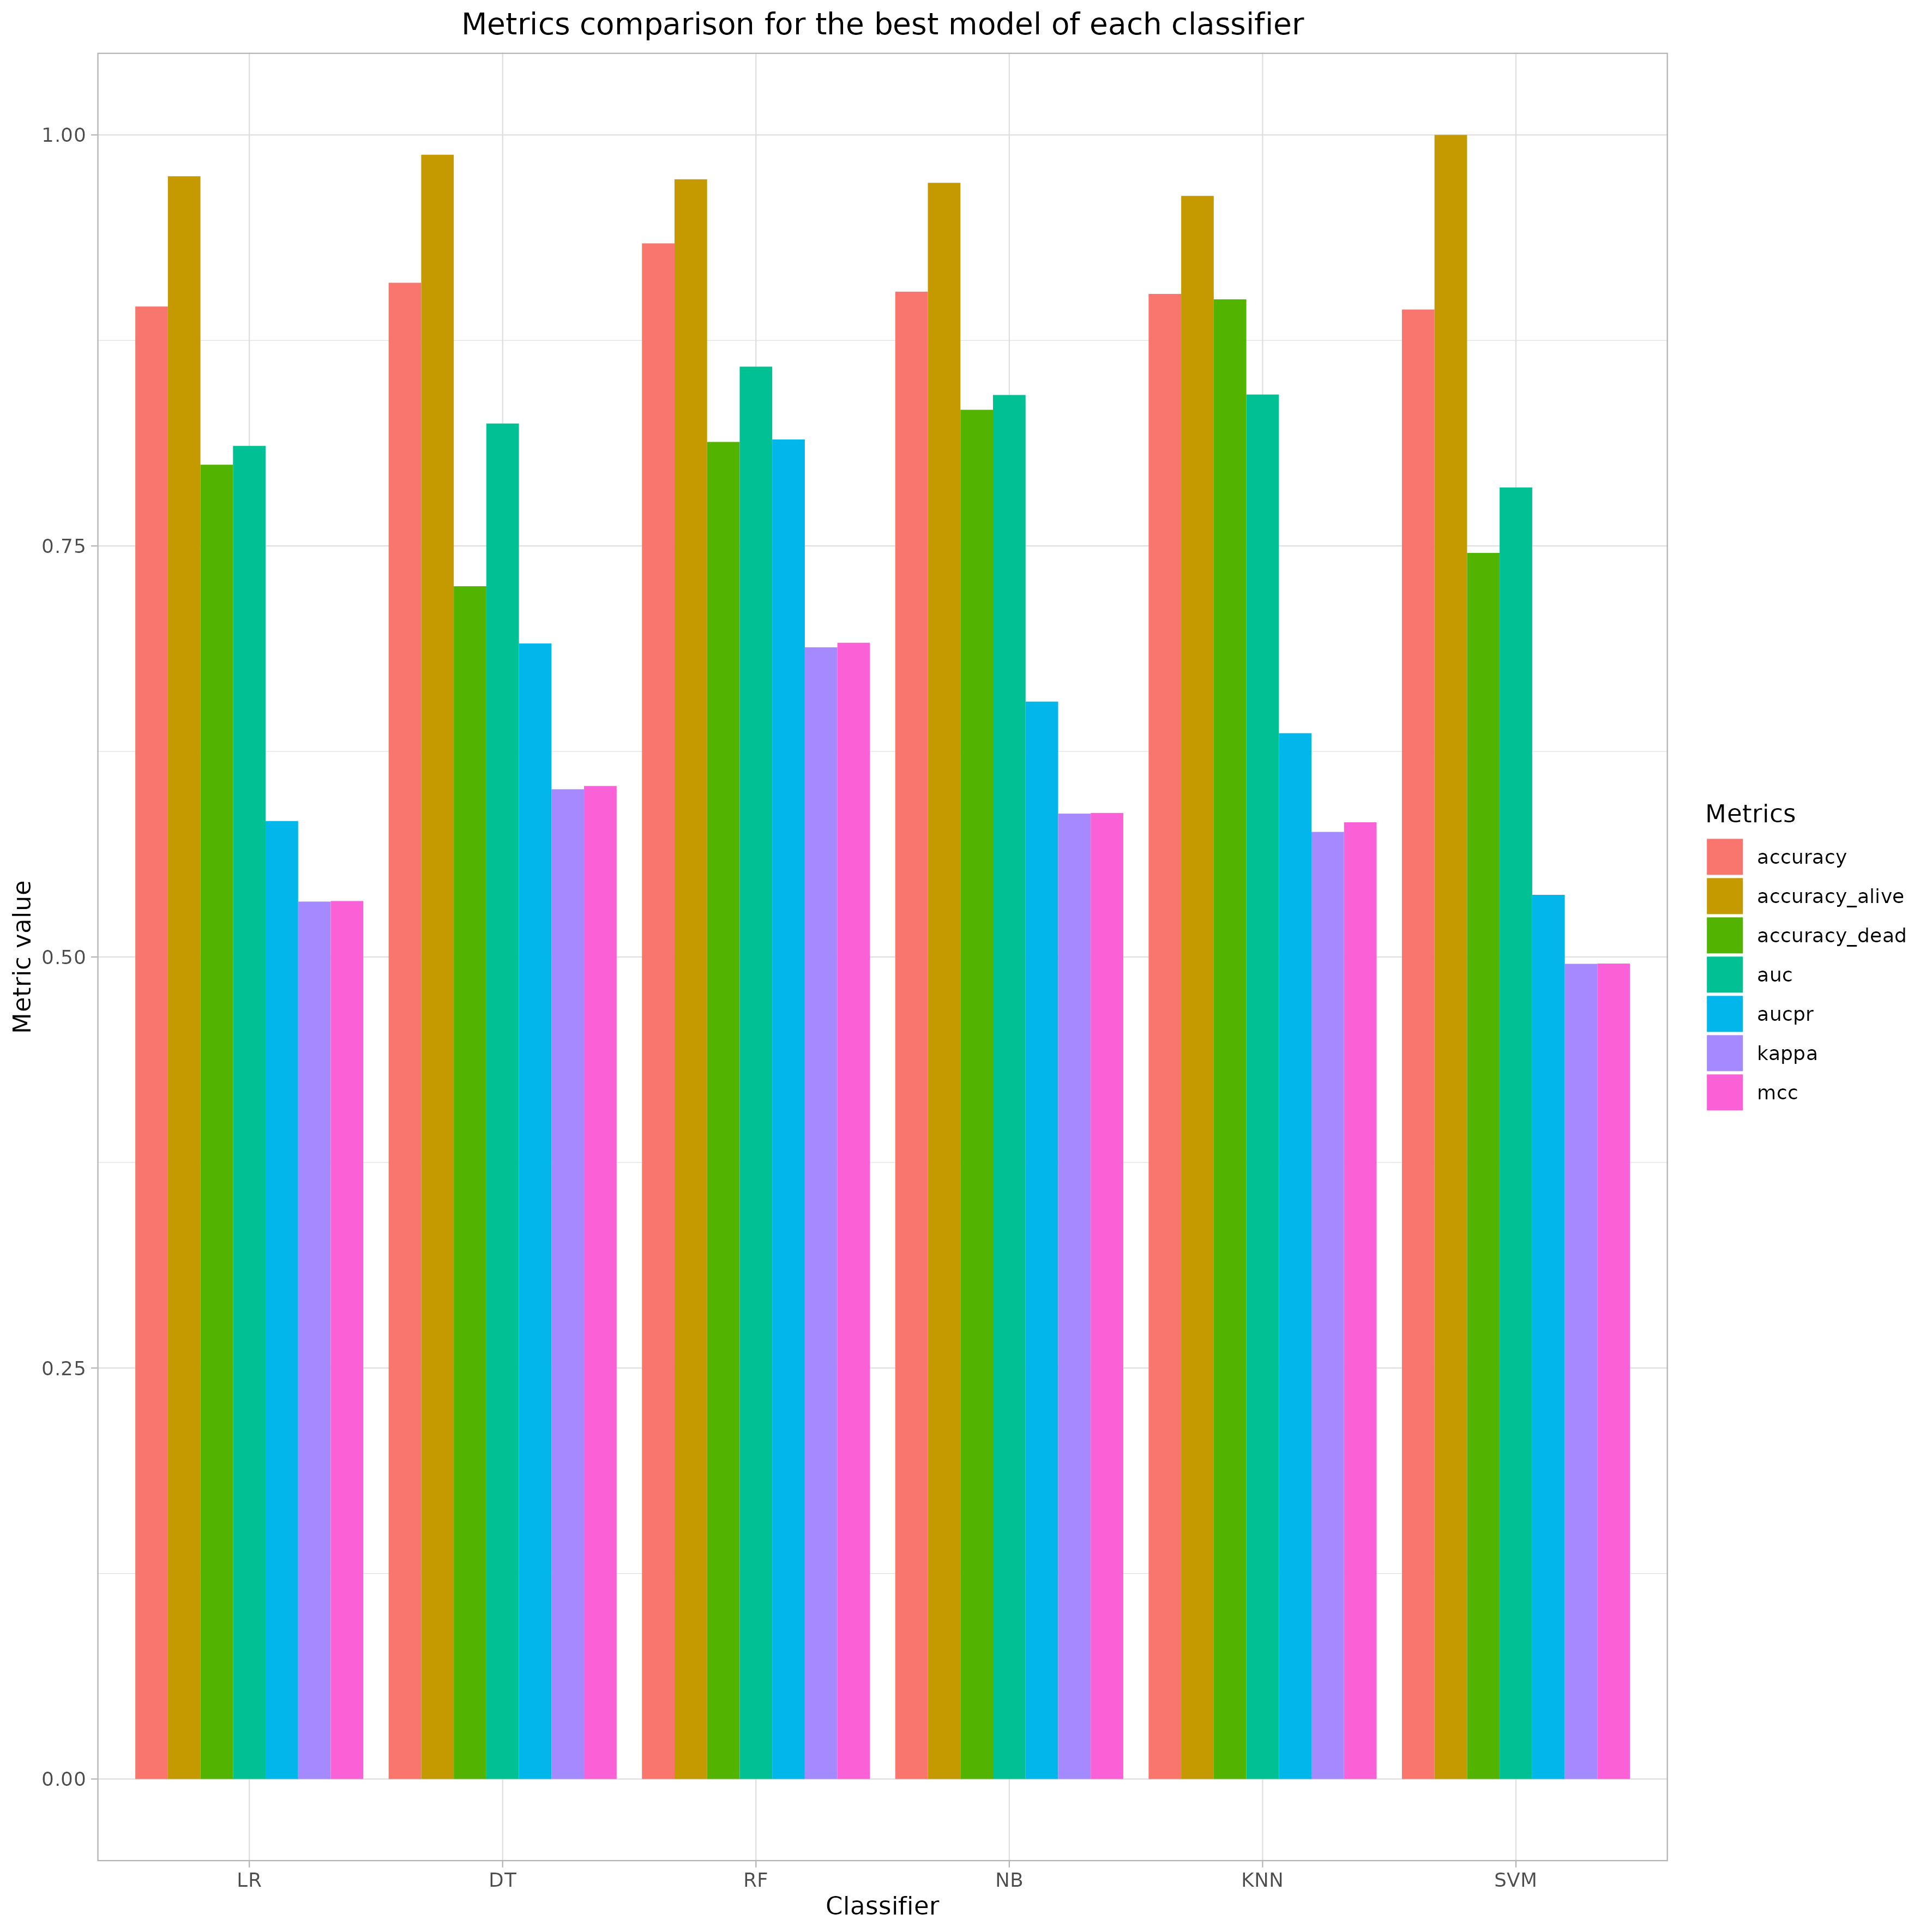 Metrics comparison for the best model of each classifier
1.00
0.75
0.50
0.25
0.00
Metric value
LR DT RF NB KNN SVM
Classifier
Metrics
accuracy
accuracy_alive
accuracy_dead
auc
aucpr
kappa
mcc